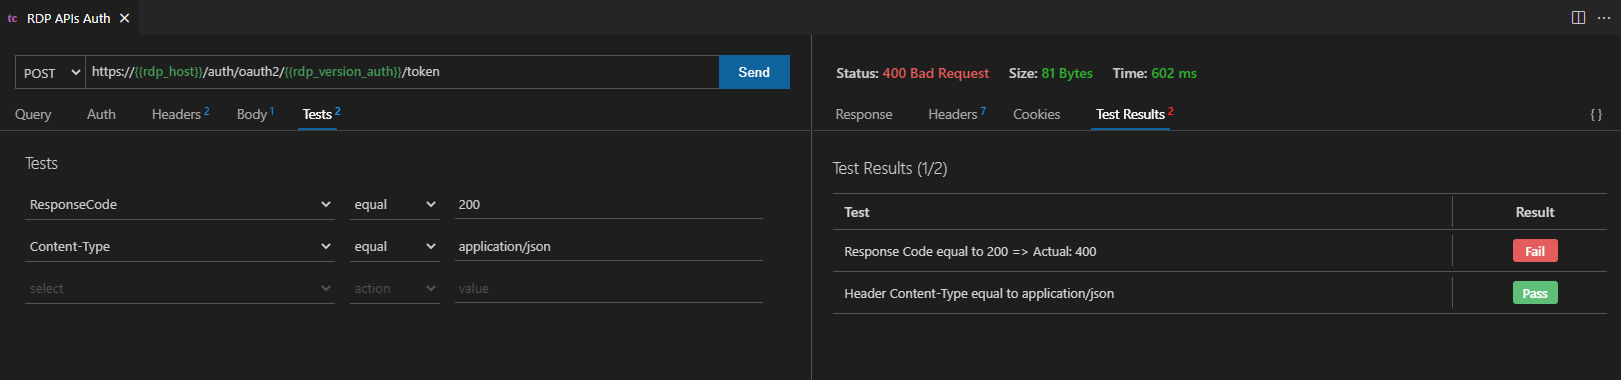 tc RDP APIs Auth ×
POST https://{{rdp_host}}/auth/oauth2/{{rdp_version_auth}}/token Send
Query Auth Headers 2 Body 1 Tests 2
Tests
ResponseCode equal 200
Content-Type equal application/json
select action value
Status: 400 Bad Request Size: 81 Bytes Time: 602 ms
Response Headers 7 Cookies Test Results 2 { }
Test Results (1/2)
Test Result
Response Code equal to 200 => Actual: 400 Fail
Header Content-Type equal to application/json Pass